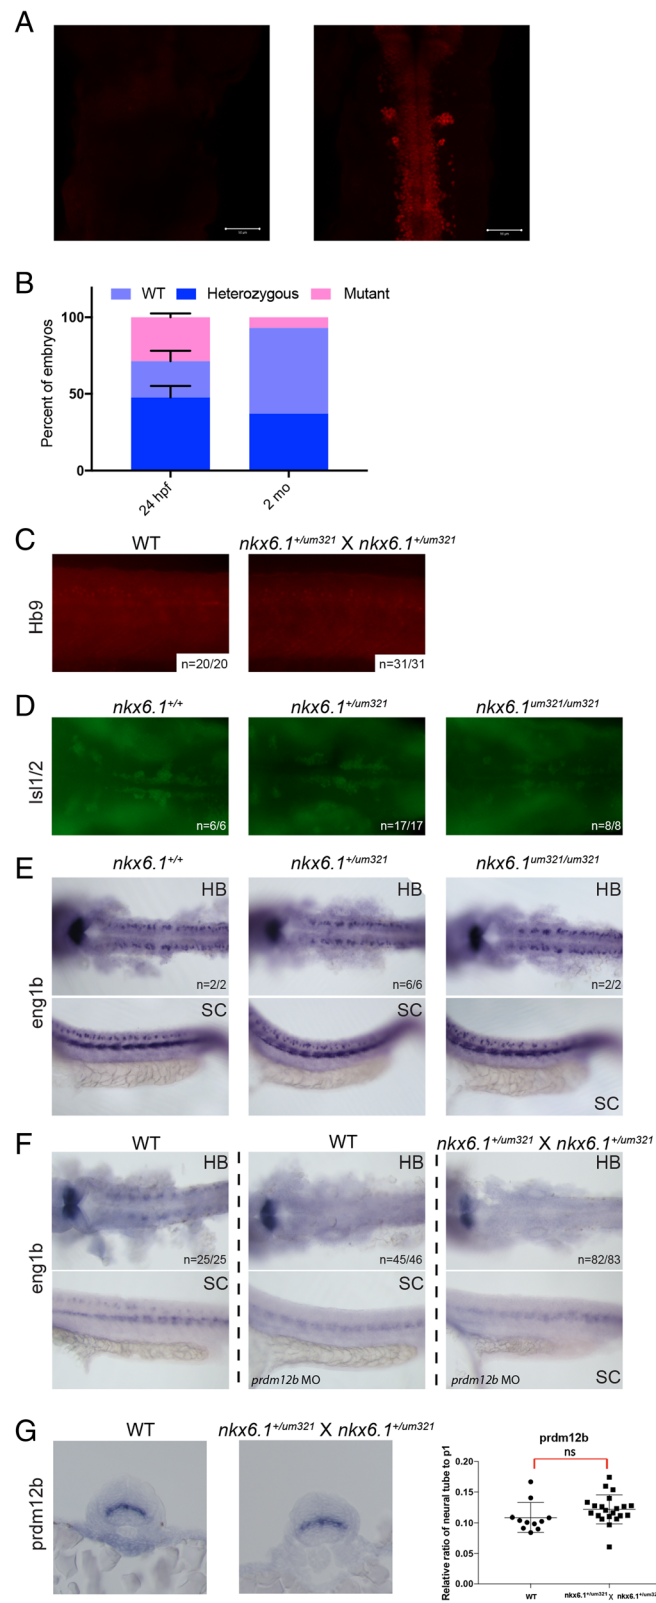 A
B
WT Heterozygous Mutant
Percent of embryos
100
50
0
24 hpf
2 mo
C
WT
nkx6.1+/um321 X nkx6.1+/um321
Hb9
n=20/20
n=31/31
D
nkx6.1+/+
nkx6.1+/um321
nkx6.1um321/um321
Isl1/2
n=6/6
n=17/17
n=8/8
E
nkx6.1+/+
nkx6.1+/um321
nkx6.1um321/um321
eng1b
HB
HB
HB
n=2/2
n=6/6
n=2/2
SC
SC
SC
F
WT
WT
nkx6.1+/um321 X nkx6.1+/um321
eng1b
HB
HB
HB
n=25/25
n=45/46
n=82/83
SC
SC
SC
prdm12b MO
prdm12b MO
G
WT
nkx6.1+/um321 X nkx6.1+/um321
prdm12b
prdm12b
ns
Relative ratio of neural tube to p1
0.20
0.15
0.10
0.05
0.00
WT